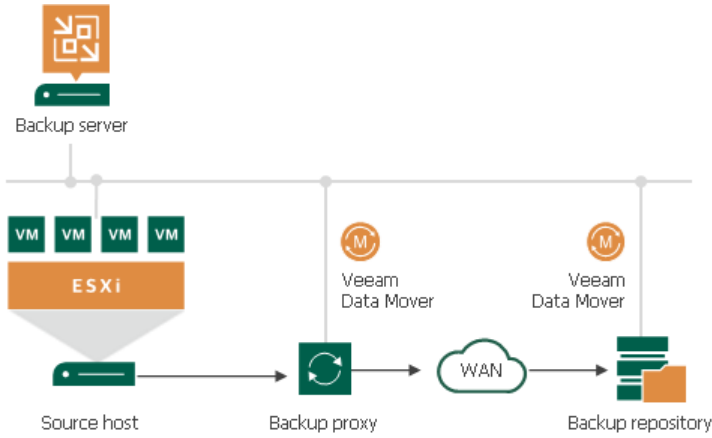 Backup server
VM VM VM VM
ESXi
M
Veeam
Data Mover
M
Veeam
Data Mover
WAN
Source host
Backup proxy
Backup repository